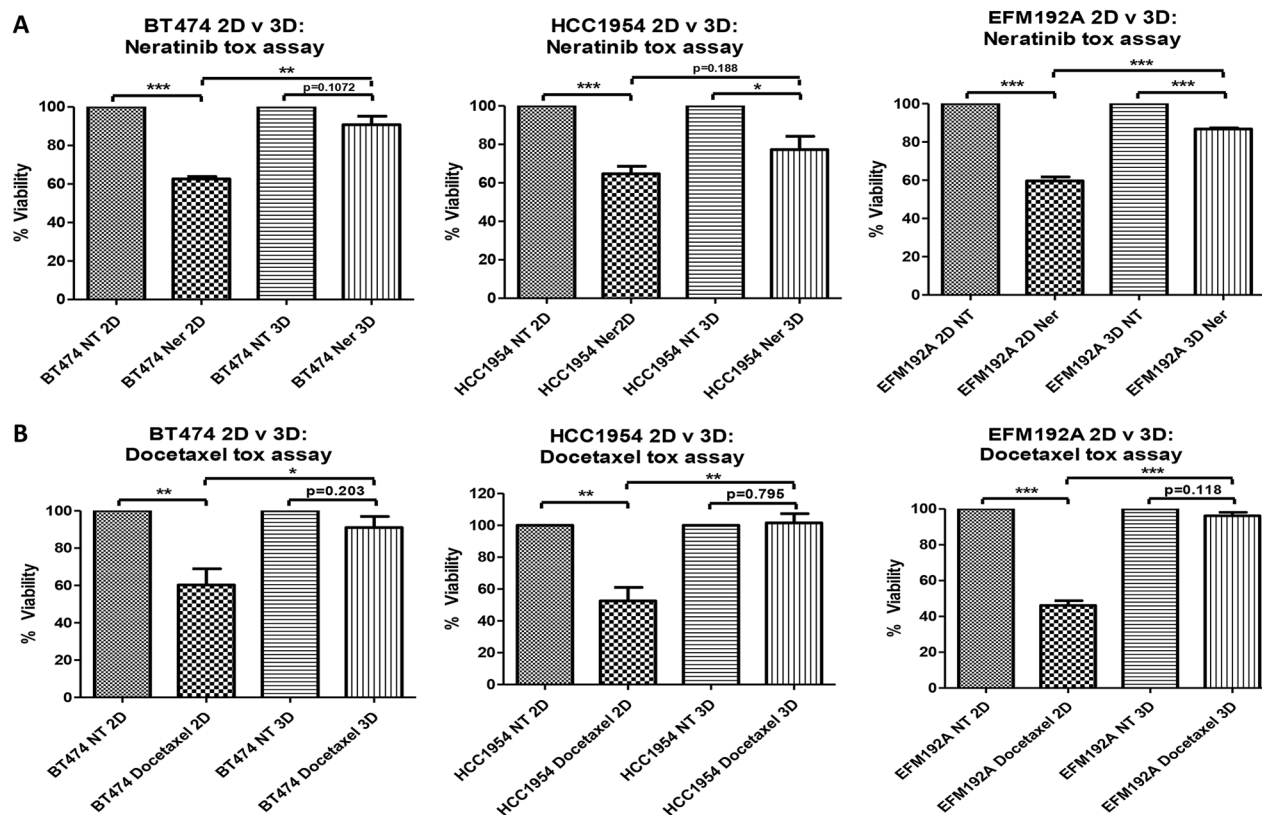 A
BT474 2D v 3D:
Neratinib tox assay
**
***
p=0.1072
% Viability
100
80
60
40
20
0
BT474 NT 2D
BT474 Ner 2D
BT474 NT 3D
BT474 Ner 3D
HCC1954 2D v 3D:
Neratinib tox assay
p=0.188
***
*
% Viability
100
80
60
40
20
0
HCC1954 NT 2D
HCC1954 Ner2D
HCC1954 NT 3D
HCC1954 Ner 3D
EFM192A 2D v 3D:
Neratinib tox assay
***
***
***
% Viability
100
80
60
40
20
0
EFM192A 2D NT
EFM192A 2D Ner
EFM192A 3D NT
EFM192A 3D Ner
B
BT474 2D v 3D:
Docetaxel tox assay
*
**
p=0.203
% Viability
100
80
60
40
20
0
BT474 NT 2D
BT474 Docetaxel 2D
BT474 NT 3D
BT474 Docetaxel 3D
HCC1954 2D v 3D:
Docetaxel tox assay
**
**
p=0.795
% Viability
120
100
80
60
40
20
0
HCC1954 NT 2D
HCC1954 Docetaxel 2D
HCC1954 NT 3D
HCC1954 Docetaxel 3D
EFM192A 2D v 3D:
Docetaxel tox assay
***
***
p=0.118
% Viability
100
80
60
40
20
0
EFM192A NT 2D
EFM192A Docetaxel 2D
EFM192A NT 3D
EFM192A Docetaxel 3D